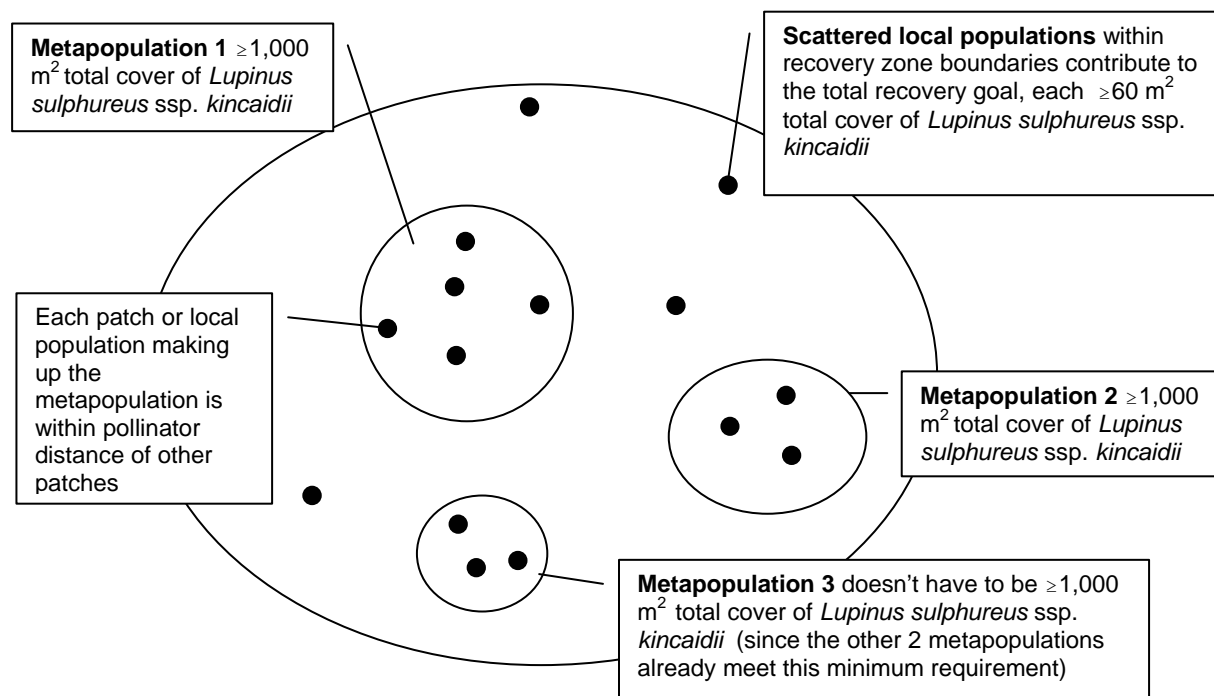 Metapopulation 1 ≥1,000
m² total cover of Lupinus
sulphureus ssp. kincaidii
Scattered local populations within
recovery zone boundaries contribute to
the total recovery goal, each ≥60 m²
total cover of Lupinus sulphureus ssp.
kincaidii
Each patch or local
population making
up the
metapopulation is
within pollinator
distance of other
patches
Metapopulation 2 ≥1,000
m² total cover of Lupinus
sulphureus ssp. kincaidii
Metapopulation 3 doesn’t have to be ≥1,000
m² total cover of Lupinus sulphureus ssp.
kincaidii (since the other 2 metapopulations
already meet this minimum requirement)